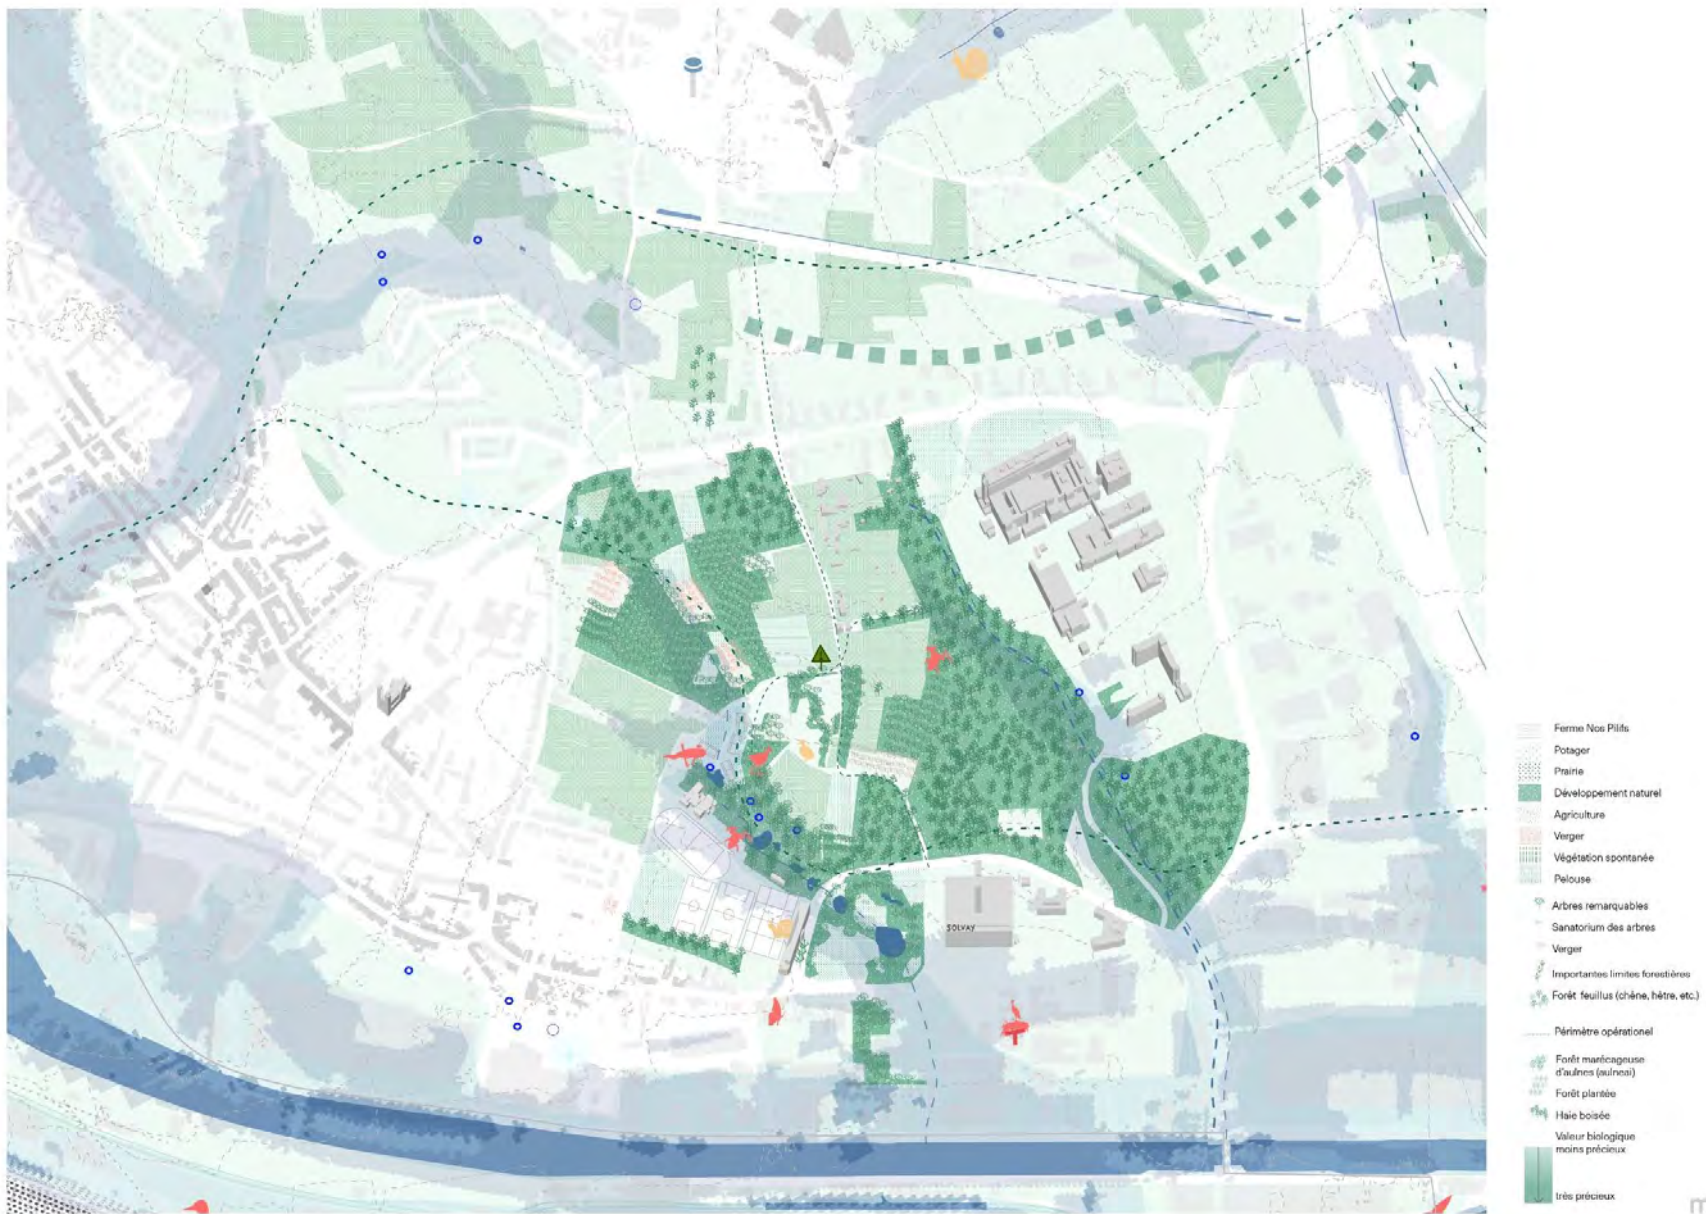 SOLVAY
Ferme Nos Pilifs
Potager
Prairie
Développement naturel
Agriculture
Verger
Végétation spontanée
Pelouse
Arbres remarquables
Sanatorium des arbres
Verger
Importantes limites forestières
Forêt feuillus (chêne, hêtre, etc.)
Périmètre opérationel
Forêt marécageuse
d'aulnes (aulneai)
Forêt plantée
Haie boisée
Valeur biologique
moins précieux
très précieux